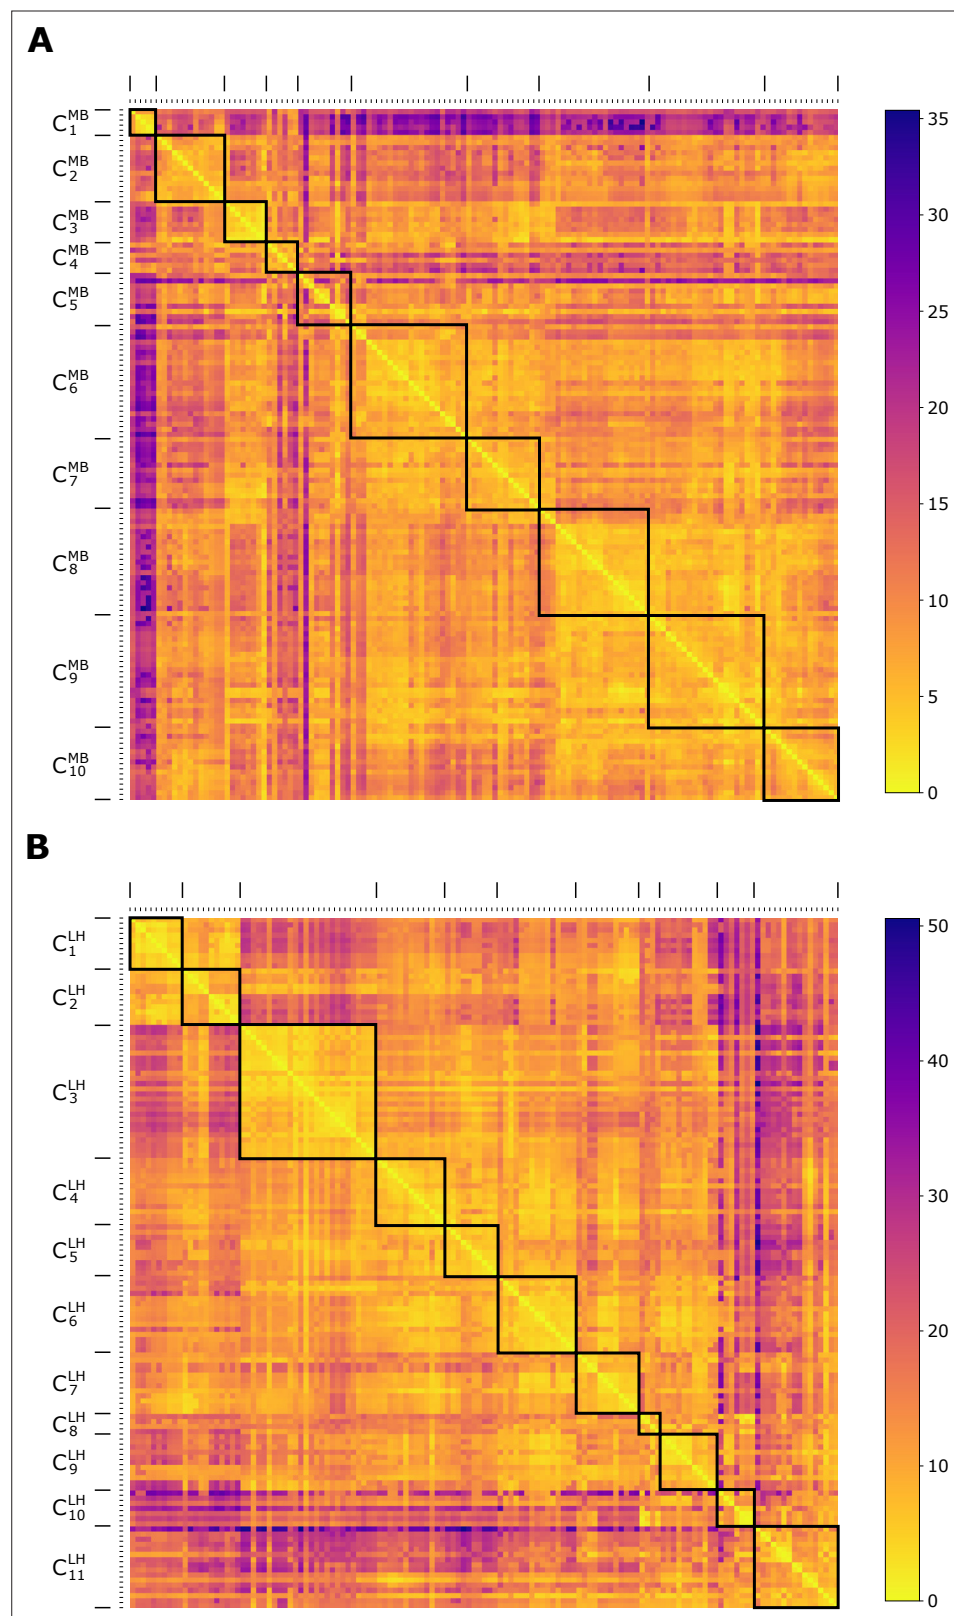 A
C₁ᴹᴮ
C₂ᴹᴮ
C₃ᴹᴮ
C₄ᴹᴮ
C₅ᴹᴮ
C₆ᴹᴮ
C₇ᴹᴮ
C₈ᴹᴮ
C₉ᴹᴮ
C₁₀ᴹᴮ
35
30
25
20
15
10
5
0
B
C₁ᴸᴴ
C₂ᴸᴴ
C₃ᴸᴴ
C₄ᴸᴴ
C₅ᴸᴴ
C₆ᴸᴴ
C₇ᴸᴴ
C₈ᴸᴴ
C₉ᴸᴴ
C₁₀ᴸᴴ
C₁₁ᴸᴴ
50
40
30
20
10
0